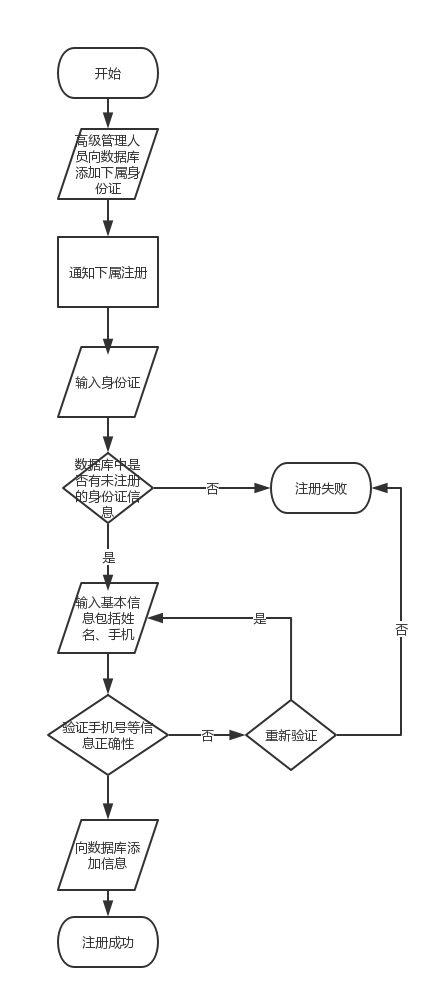 开始
高级管理人
员向数据库
添加下属身
份证
通知下属注册
输入身份证
数据库中是
否有未注册
的身份证信
息
否
注册失败
是
输入基本信
息包括姓
名、手机
是
否
验证手机号等信
息正确性
否
重新验证
向数据库添
加信息
注册成功